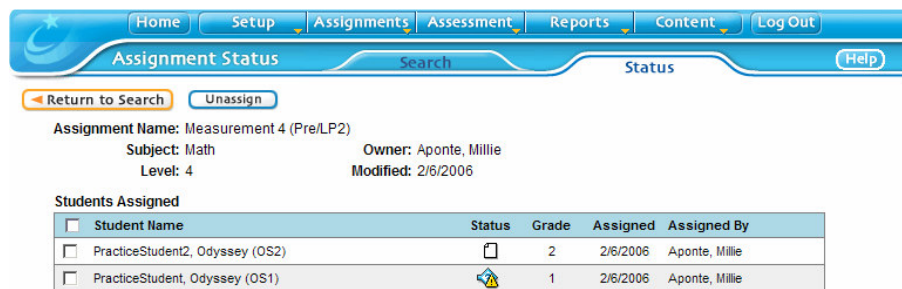 Home Setup Assignments Assessment Reports Content Log Out
Assignment Status Search Status Help
Return to Search Unassign
Assignment Name: Measurement 4 (Pre/LP2)
Subject: Math Owner: Aponte, Millie
Level: 4 Modified: 2/6/2006
Students Assigned
Student Name Status Grade Assigned Assigned By
PracticeStudent2, Odyssey (OS2) 2 2/6/2006 Aponte, Millie
PracticeStudent, Odyssey (OS1) 1 2/6/2006 Aponte, Millie